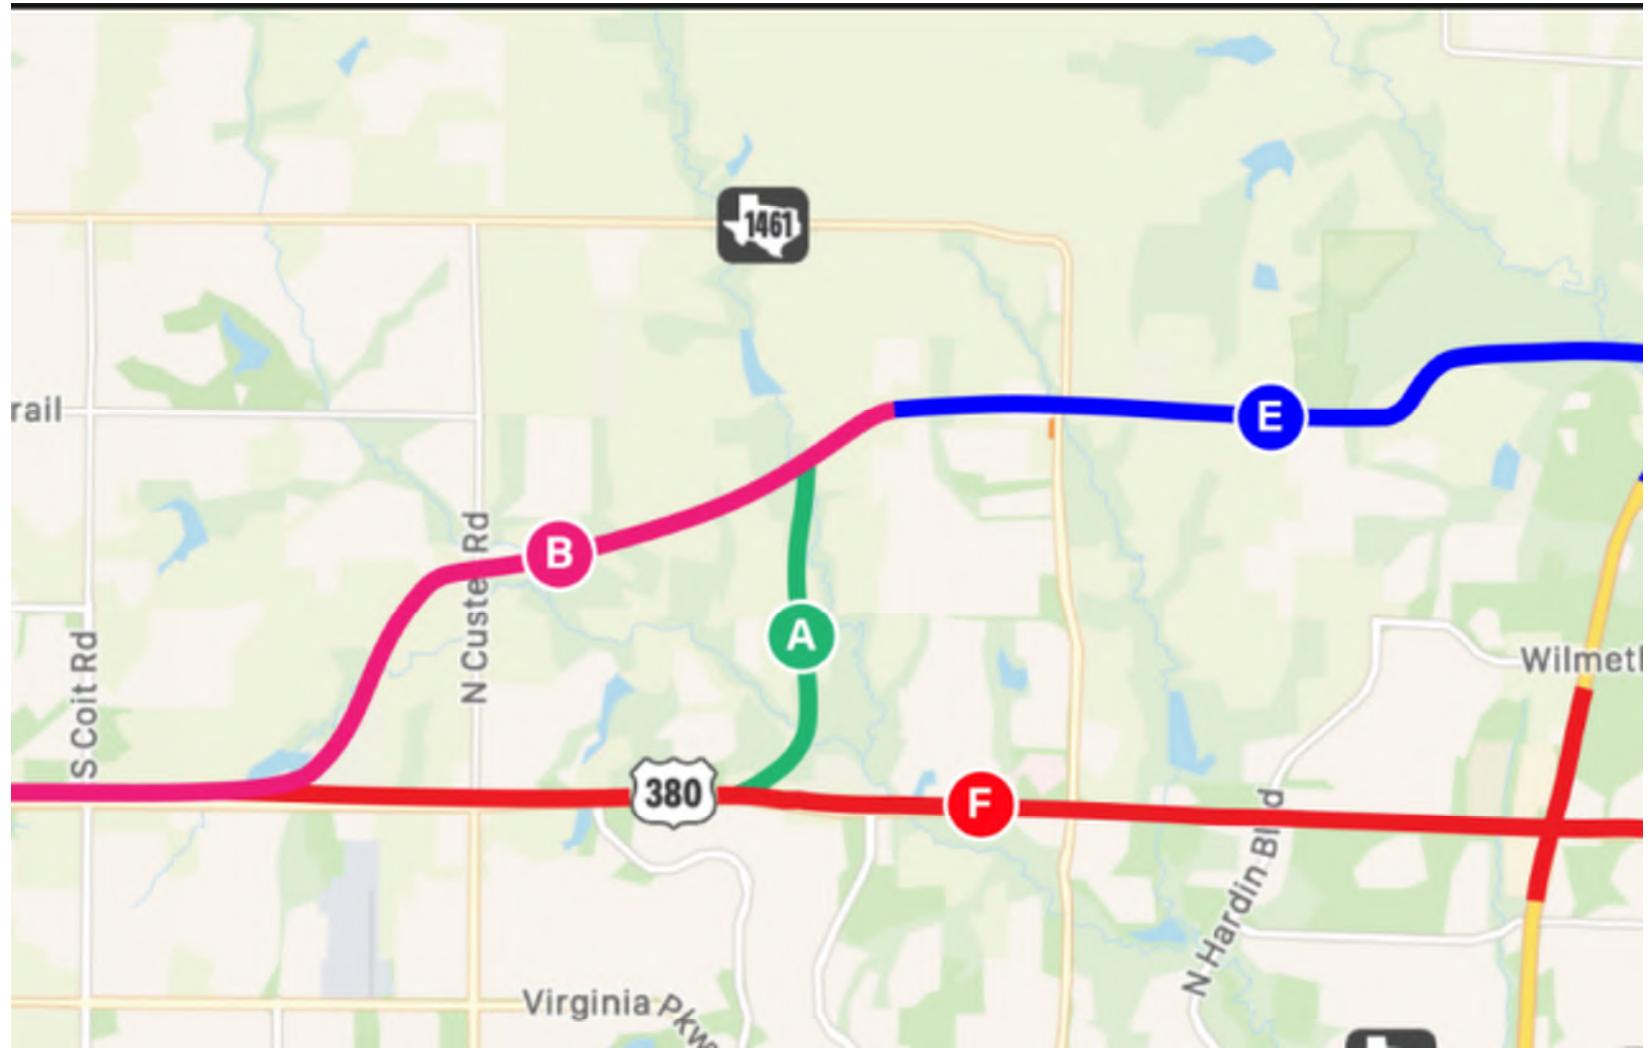 1461
rail
E
N Custer Rd
B
A
S Coit Rd
Wilmeth
380
F
N Hardin Blvd
Virginia Pkwy